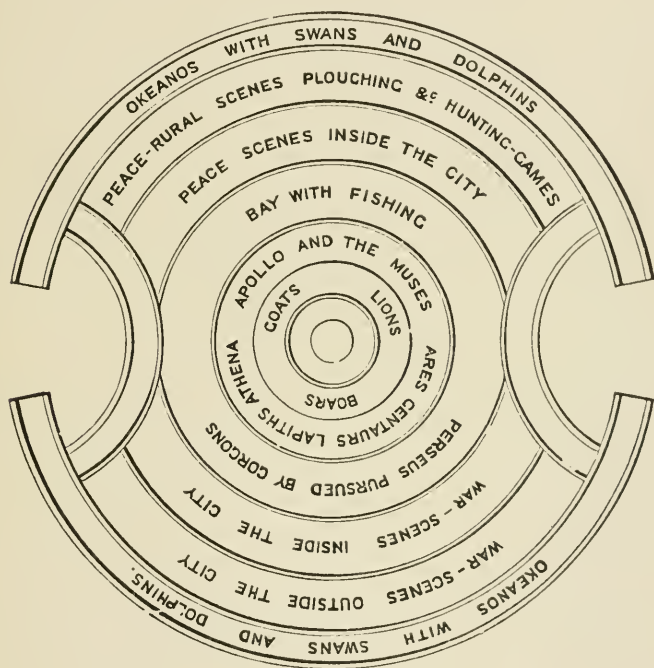 OKEANOS WITH SWANS AND DOLPHINS
PEACE-RURAL SCENES PLOUGHING &c HUNTING-GAMES
PEACE SCENES INSIDE THE CITY
BAY WITH FISHING
APOLLO AND THE MUSES
GOATS
LIONS
BOARS
ARES CENTAURS LAPITHS ATHENA
PERSEUS PURSUED BY GORGONS
WAR-SCENES INSIDE THE CITY
WAR-SCENES OUTSIDE THE CITY
OKEANOS WITH SWANS AND DOLPHINS.